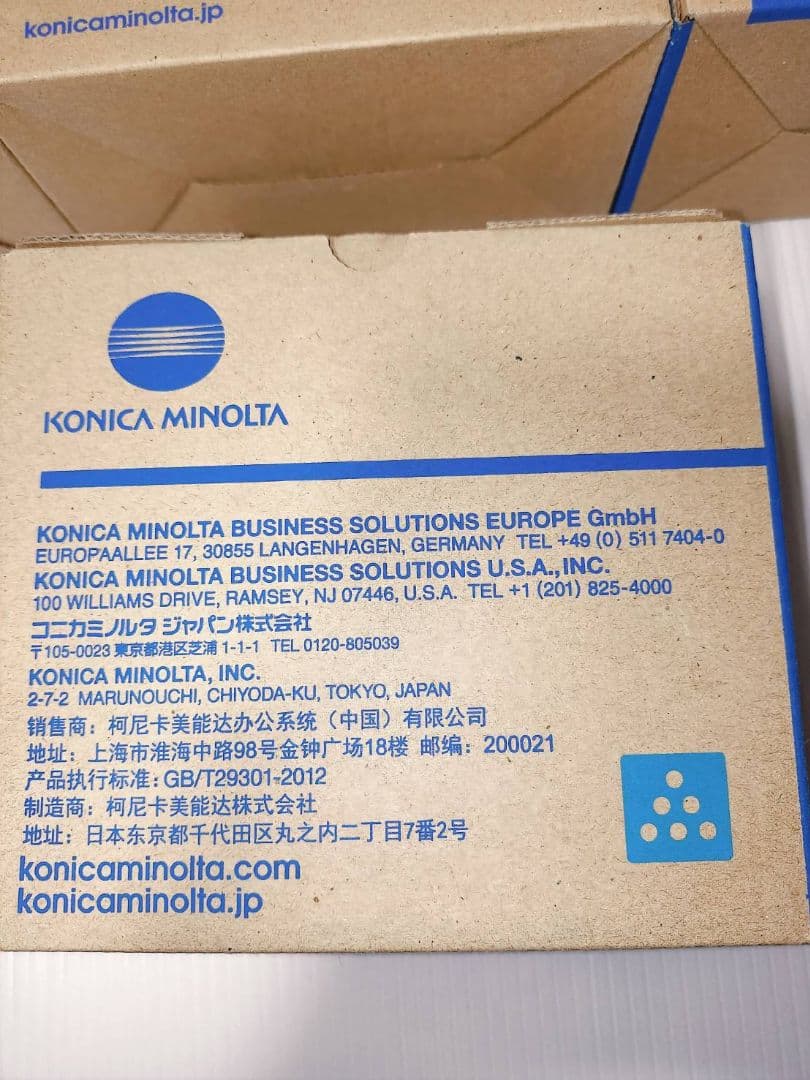 konicaminolta.jp
KONICA MINOLTA
KONICA MINOLTA BUSINESS SOLUTIONS EUROPE GmbH
EUROPAALLEE 17, 30855 LANGENHAGEN, GERMANY TEL +49 (0) 511 7404-0
KONICA MINOLTA BUSINESS SOLUTIONS U.S.A., INC.
100 WILLIAMS DRIVE, RAMSEY, NJ 07446, U.S.A. TEL +1 (201) 825-4000
コニカミノルタ ジャパン株式会社
〒105-0023 東京都港区芝浦 1-1-1 TEL 0120-805039
KONICA MINOLTA, INC.
2-7-2 MARUNOUCHI, CHIYODA-KU, TOKYO, JAPAN
销售商：柯尼卡美能达办公系统（中国）有限公司
地址：上海市淮海中路98号金钟广场18楼 邮编：200021
产品执行标准：GB/T29301-2012
制造商：柯尼卡美能达株式会社
地址：日本东京都千代田区丸之内二丁目7番2号
konicaminolta.com
konicaminolta.jp